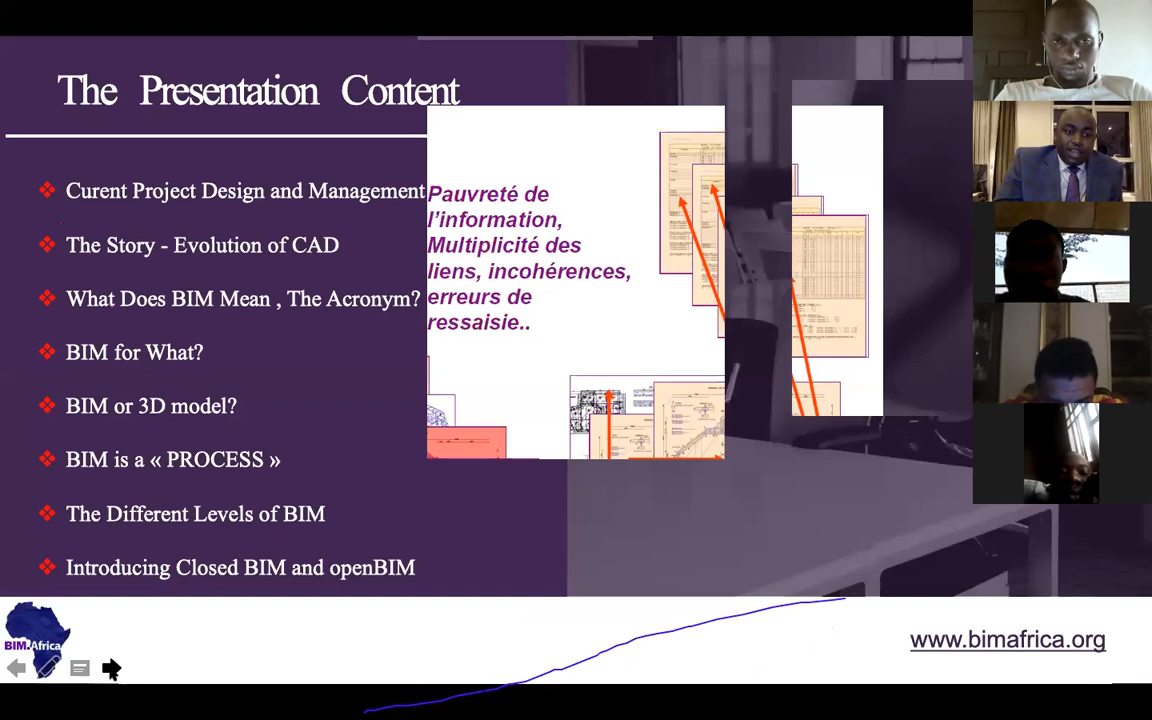 The Presentation Content
Curent Project Design and Management
The Story - Evolution of CAD
What Does BIM Mean , The Acronym?
BIM for What?
BIM or 3D model?
BIM is a « PROCESS »
The Different Levels of BIM
Introducing Closed BIM and openBIM
Pauvreté de
l'information,
Multiplicité des
liens, incohérences,
erreurs de
ressaisie..
BIM.Africa
www.bimafrica.org